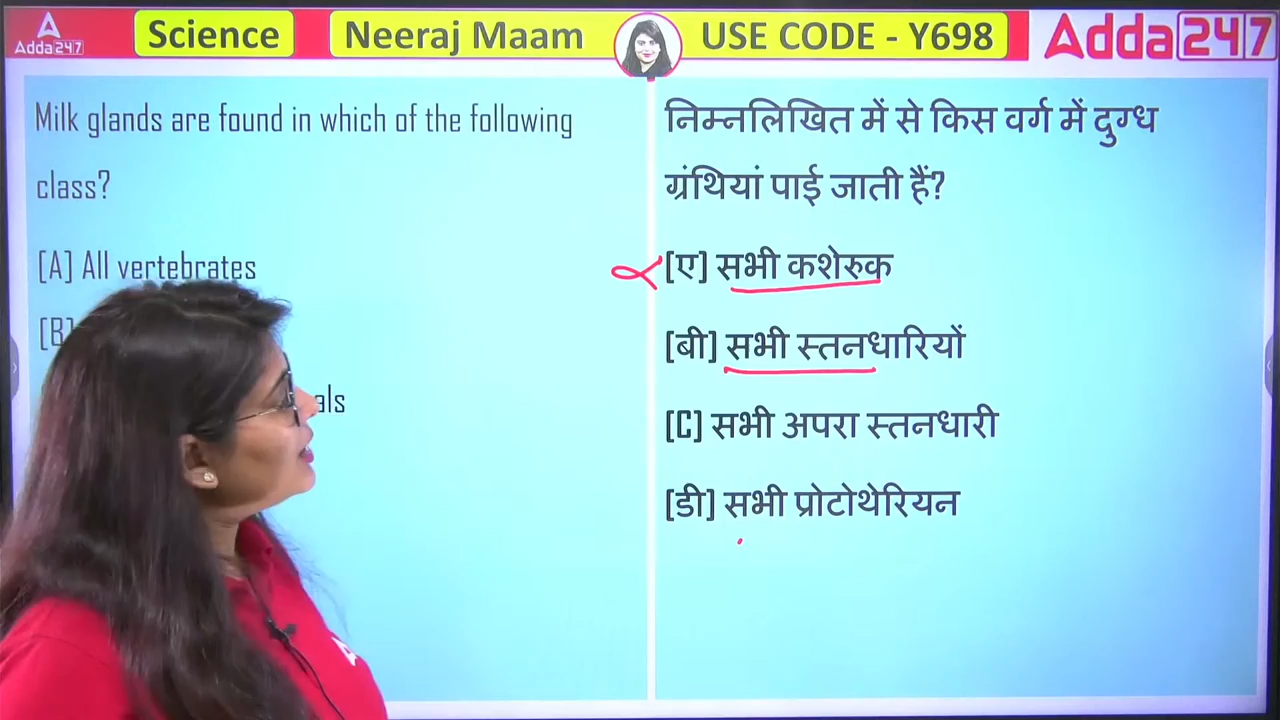 Adda247
Science
Neeraj Maam
USE CODE - Y698
Adda247
Milk glands are found in which of the following
class?
[A] All vertebrates
[B]
निम्नलिखित में से किस वर्ग में दुग्ध
ग्रंथियां पाई जाती हैं?
[ए] सभी कशेरुक
[बी] सभी स्तनधारियों
[C] सभी अपरा स्तनधारी
[डी] सभी प्रोटोथेरियन